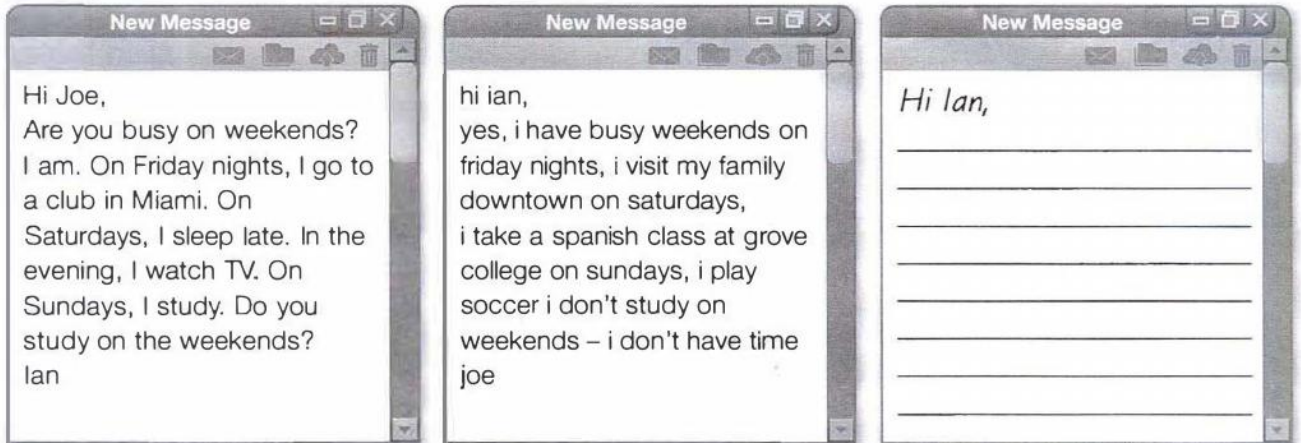 New Message
Hi Joe,
Are you busy on weekends?
I am. On Friday nights, I go to
a club in Miami. On
Saturdays, I sleep late. In the
evening, I watch TV. On
Sundays, I study. Do you
study on the weekends?
Ian
New Message
hi ian,
yes, i have busy weekends on
friday nights, i visit my family
downtown on saturdays,
i take a spanish class at grove
college on sundays, i play
soccer i don't study on
weekends – i don't have time
joe
New Message
Hi Ian,